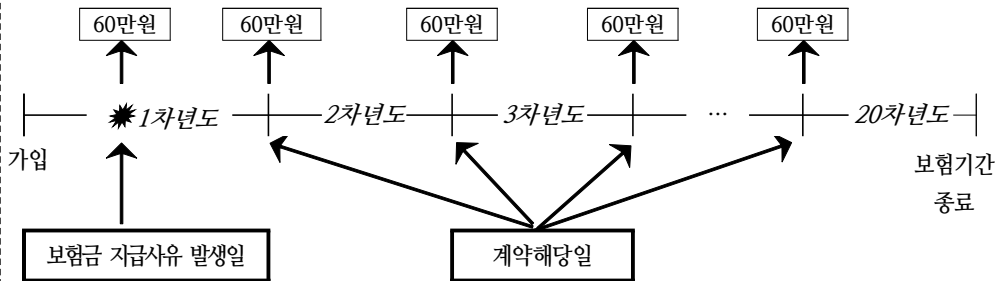 60만원 60만원 60만원 60만원 60만원
1차년도 2차년도 3차년도 … 20차년도
가입
보험기간
종료
보험금 지급사유 발생일 계약해당일